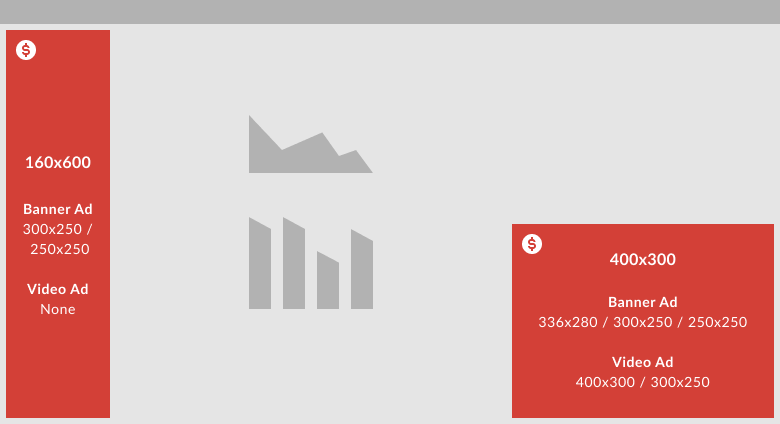 $
160x600
Banner Ad
300x250 /
250x250
Video Ad
None
$
400x300
Banner Ad
336x280 / 300x250 / 250x250
Video Ad
400x300 / 300x250